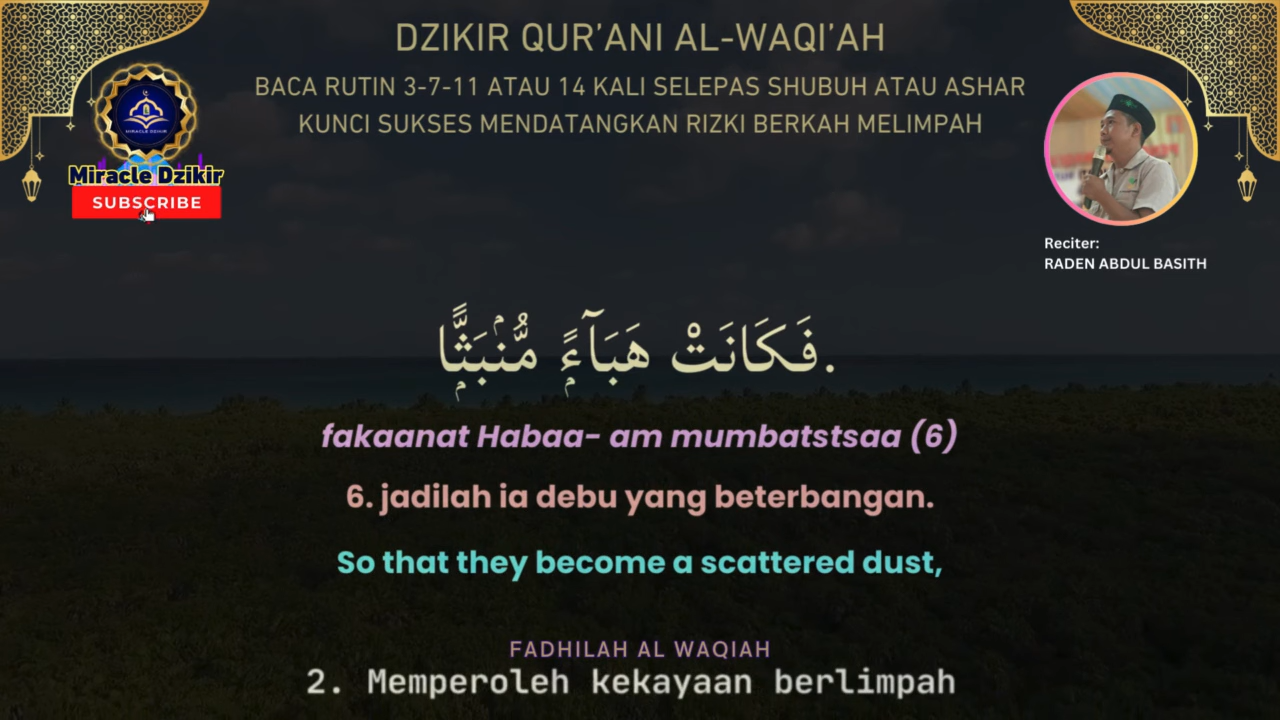 DZIKIR QUR'ANI AL-WAQI'AH
BACA RUTIN 3-7-11 ATAU 14 KALI SELEPAS SHUBUH ATAU ASHAR
KUNCI SUKSES MENDATANGKAN RIZKI BERKAH MELIMPAH
MIRACLE DZIKIR
Miracle Dzikir
SUBSCRIBE
Reciter:
RADEN ABDUL BASITH
فَكَانَتْ هَبَآءًۭ مُّنۢبَثًّۭا.
fakaanat Habaa- am mumbatstsaa (6)
6. jadilah ia debu yang beterbangan.
So that they become a scattered dust,
FADHILAH AL WAQIAH
2. Memperoleh kekayaan berlimpah